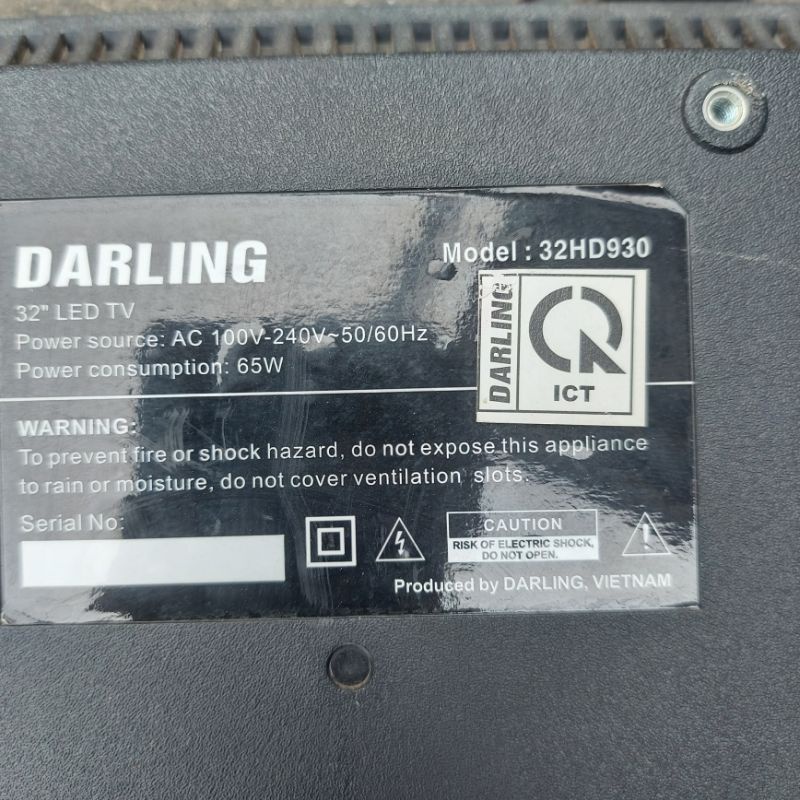 DARLING
Model : 32HD930
32" LED TV
Power source: AC 100V-240V~50/60Hz
Power consumption: 65W
DARLING
ICT
WARNING:
To prevent fire or shock hazard, do not expose this appliance
to rain or moisture, do not cover ventilation slots.
Serial No:
CAUTION
RISK OF ELECTRIC SHOCK,
DO NOT OPEN.
Produced by DARLING, VIETNAM